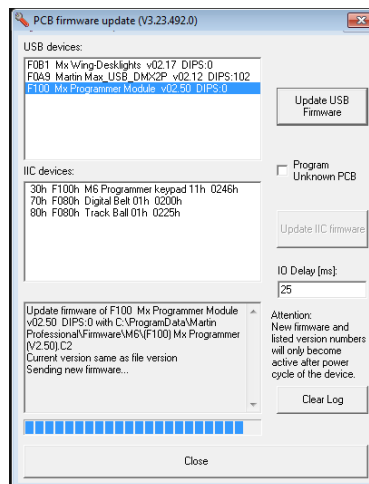 PCB firmware update (V3.23.492.0)
USB devices:
F0B1 Mx Wing-Desklights v02.17 DIPS:0
F0A9 Martin Max_USB_DMX2P v02.12 DIPS:102
F100 Mx Programmer Module v02.50 DIPS:0
Update USB
Firmware
Program
Unknown PCB
IIC devices:
30h F100h M6 Programmer keypad 11h 0246h
70h F080h Digital Belt 01h 0200h
80h F080h Track Ball 01h 0225h
Update IIC firmware
IO Delay [ms]:
25
Update firmware of F100 Mx Programmer Module
v02.50 DIPS:0 with C:\ProgramData\Martin
Professional\Firmware\M6\(F100) Mx Programmer
(V2.50).C2
Current version same as file version
Sending new firmware...
Attention:
New firmware and
listed version numbers
will only become
active after power
cycle of the device.
Clear Log
Close